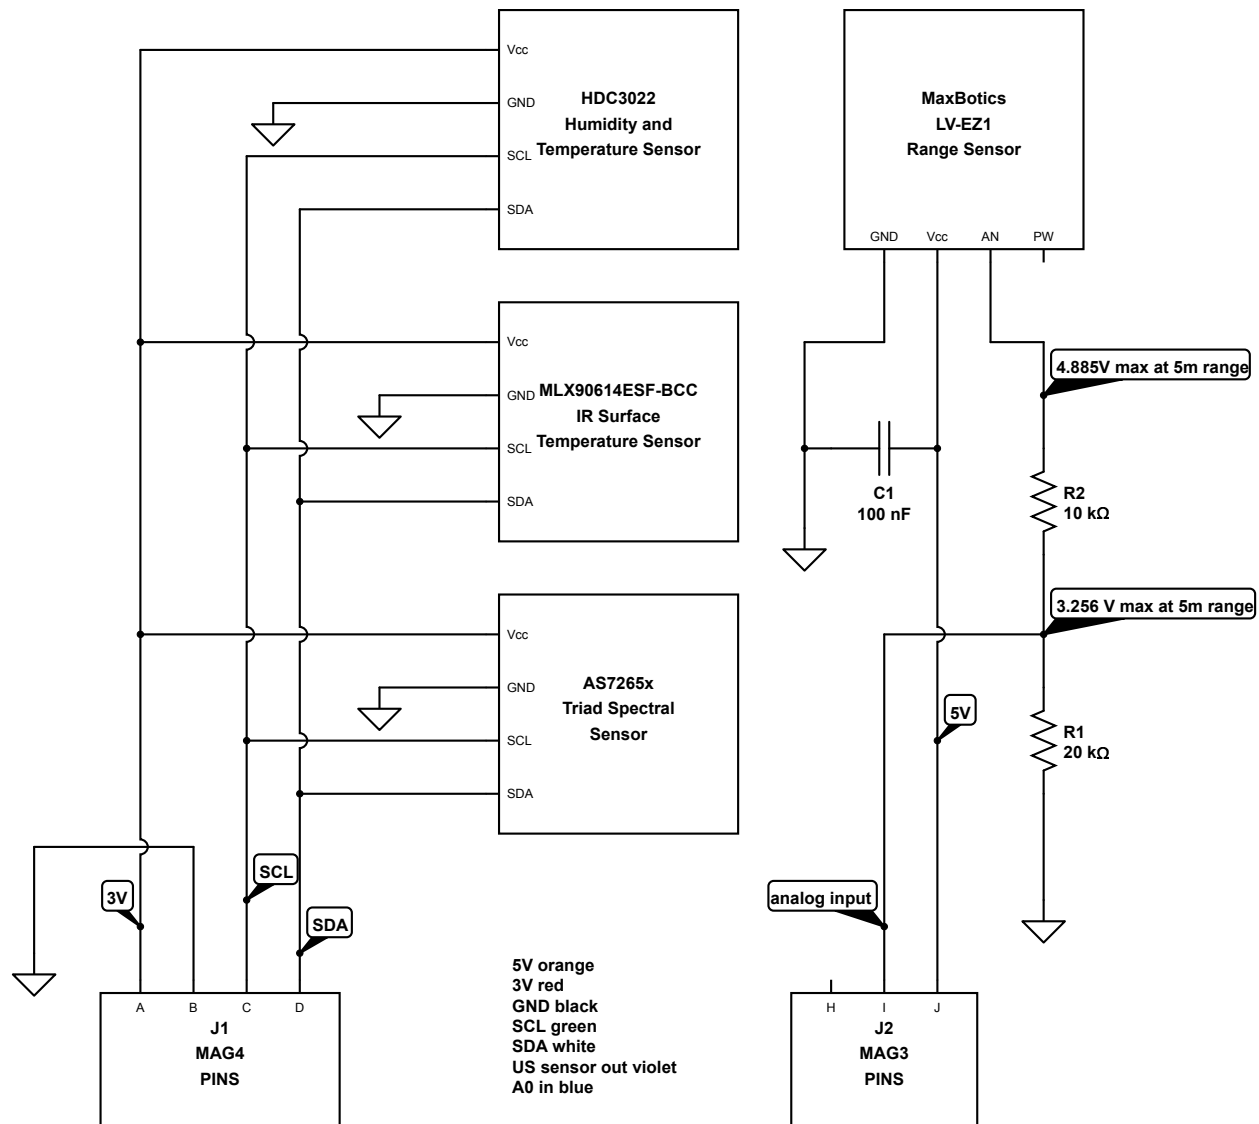 Vcc
GND
SCL
SDA
HDC3022
Humidity and
Temperature Sensor
MaxBotics
LV-EZ1
Range Sensor
GND
Vcc
AN
PW
Vcc
GND
SCL
SDA
MLX90614ESF-BCC
IR Surface
Temperature Sensor
4.885V max at 5m range
C1
100 nF
R2
10 kΩ
3.256 V max at 5m range
Vcc
GND
SCL
SDA
AS7265x
Triad Spectral
Sensor
5V
R1
20 kΩ
3V
SCL
SDA
analog input
A
B
C
D
J1
MAG4
PINS
5V orange
3V red
GND black
SCL green
SDA white
US sensor out violet
A0 in blue
H
I
J
J2
MAG3
PINS